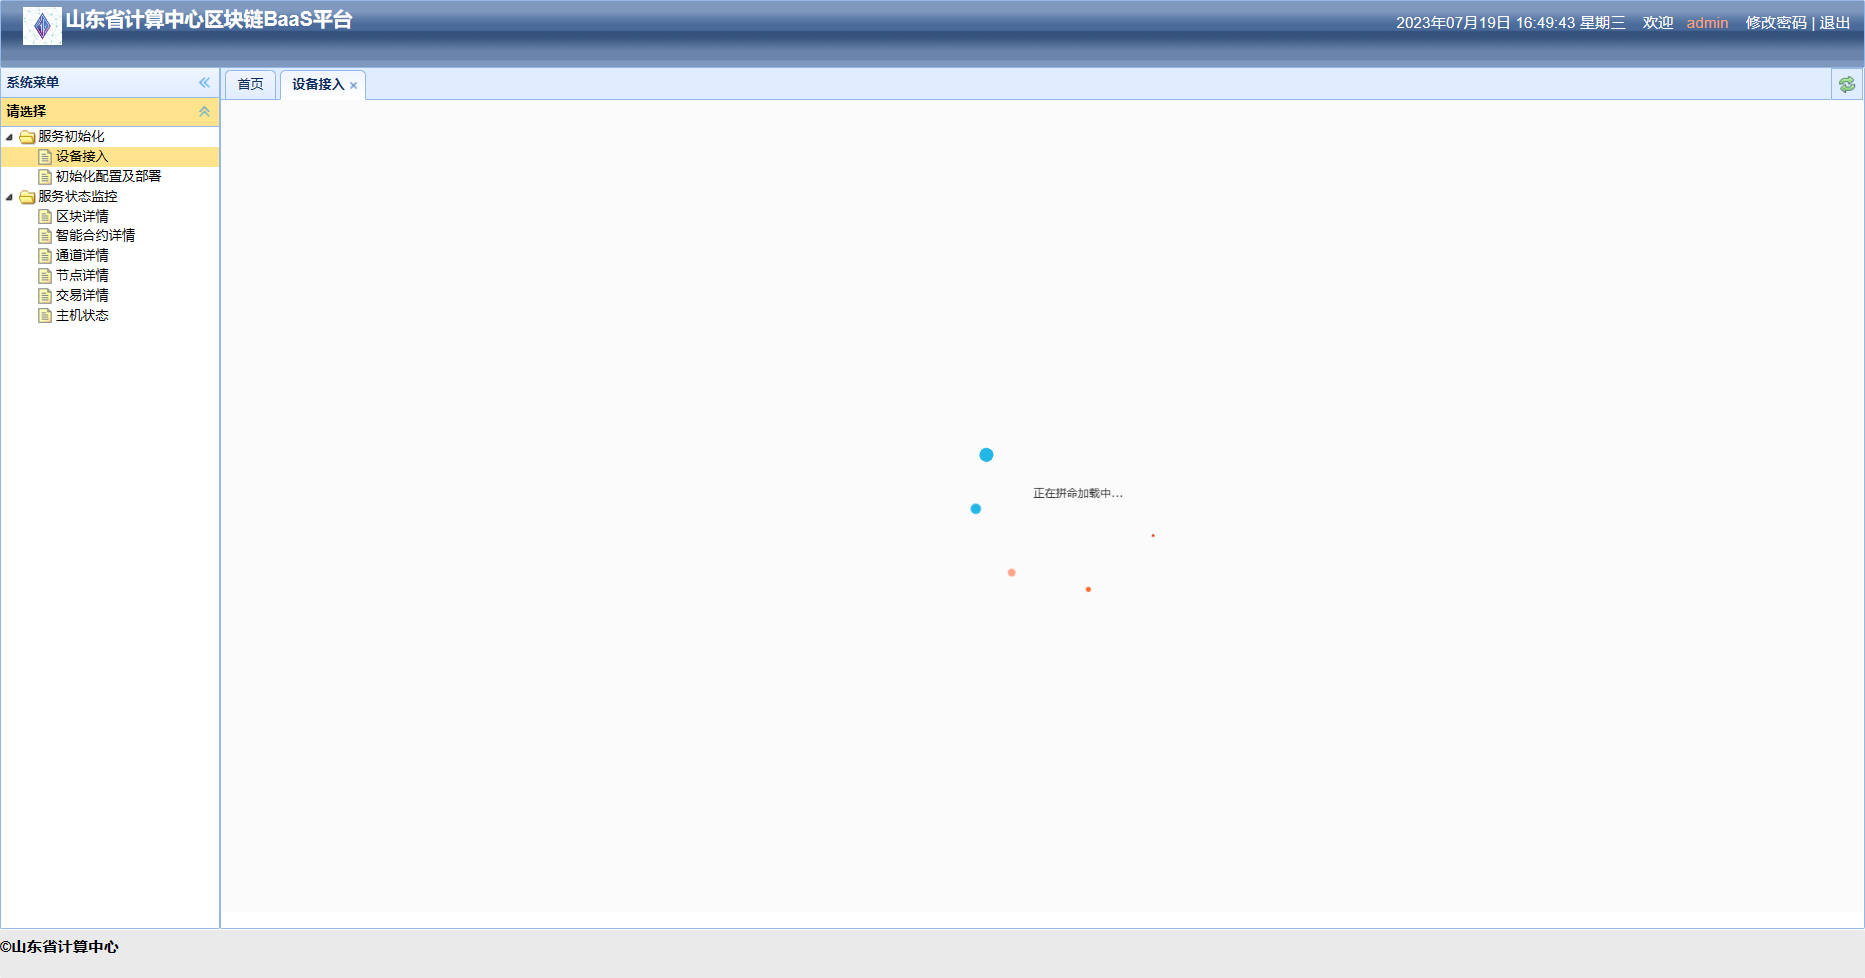 山东省计算中心区块链BaaS平台
2023年07月19日 16:49:43 星期三 欢迎 admin 修改密码 | 退出
系统菜单
首页
设备接入
请选择
服务初始化
设备接入
初始化配置及部署
服务状态监控
区块详情
智能合约详情
通道详情
节点详情
交易详情
主机状态
正在拼命加载中...
©山东省计算中心